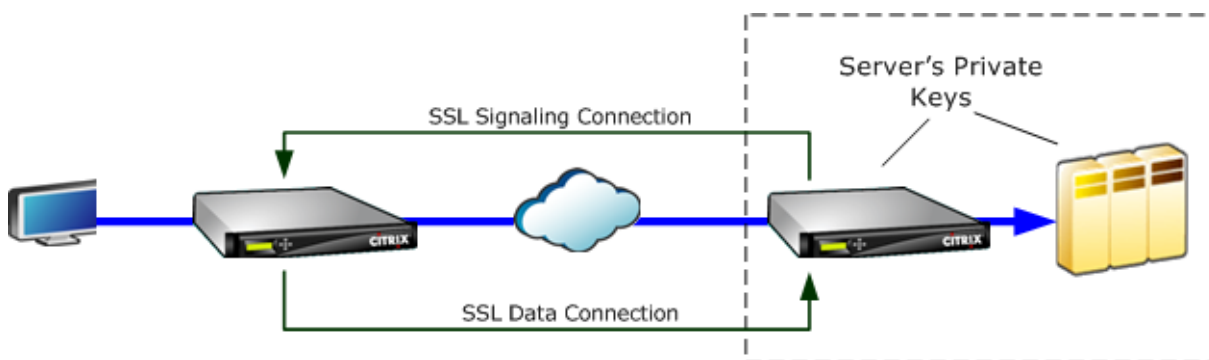 Server's Private
Keys
SSL Signaling Connection
CITRIX
CITRIX
SSL Data Connection